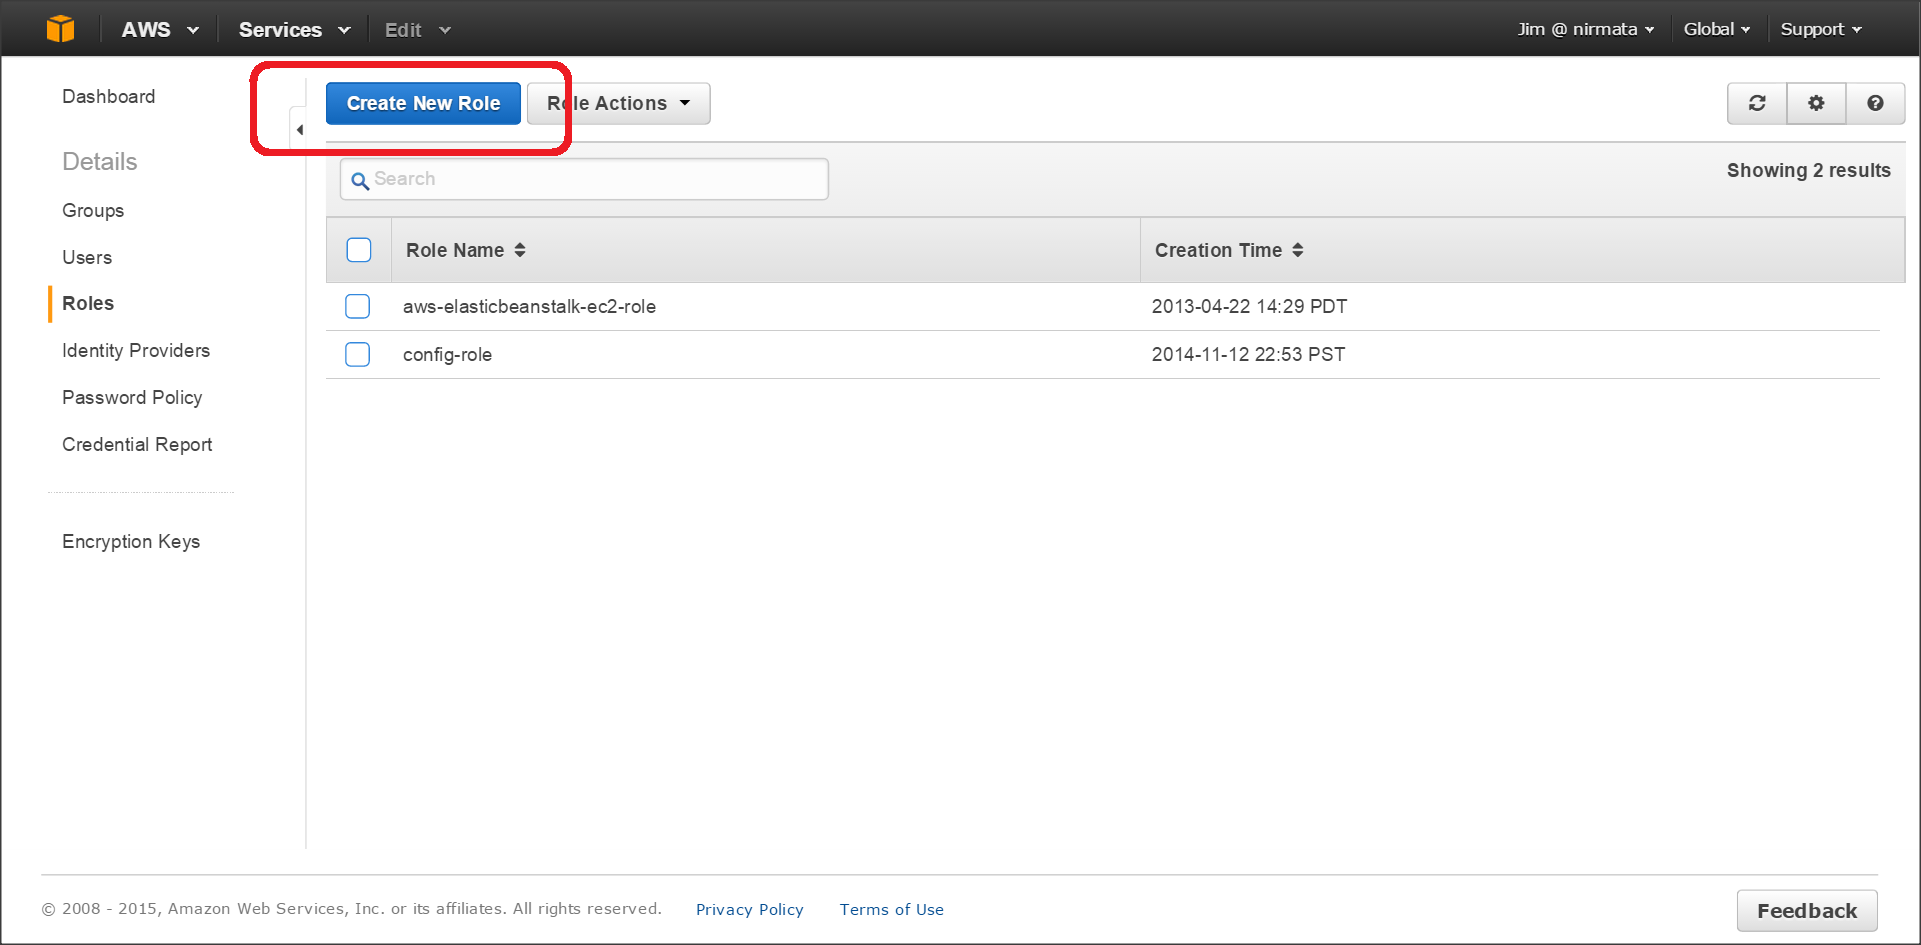 AWS Services Edit Jim @ nirmata Global Support
Dashboard
Details
Groups
Users
Roles
Identity Providers
Password Policy
Credential Report
Encryption Keys
Create New Role Role Actions
Search
Showing 2 results
Role Name Creation Time
aws-elasticbeanstalk-ec2-role 2013-04-22 14:29 PDT
config-role 2014-11-12 22:53 PST
© 2008 - 2015, Amazon Web Services, Inc. or its affiliates. All rights reserved. Privacy Policy Terms of Use
Feedback